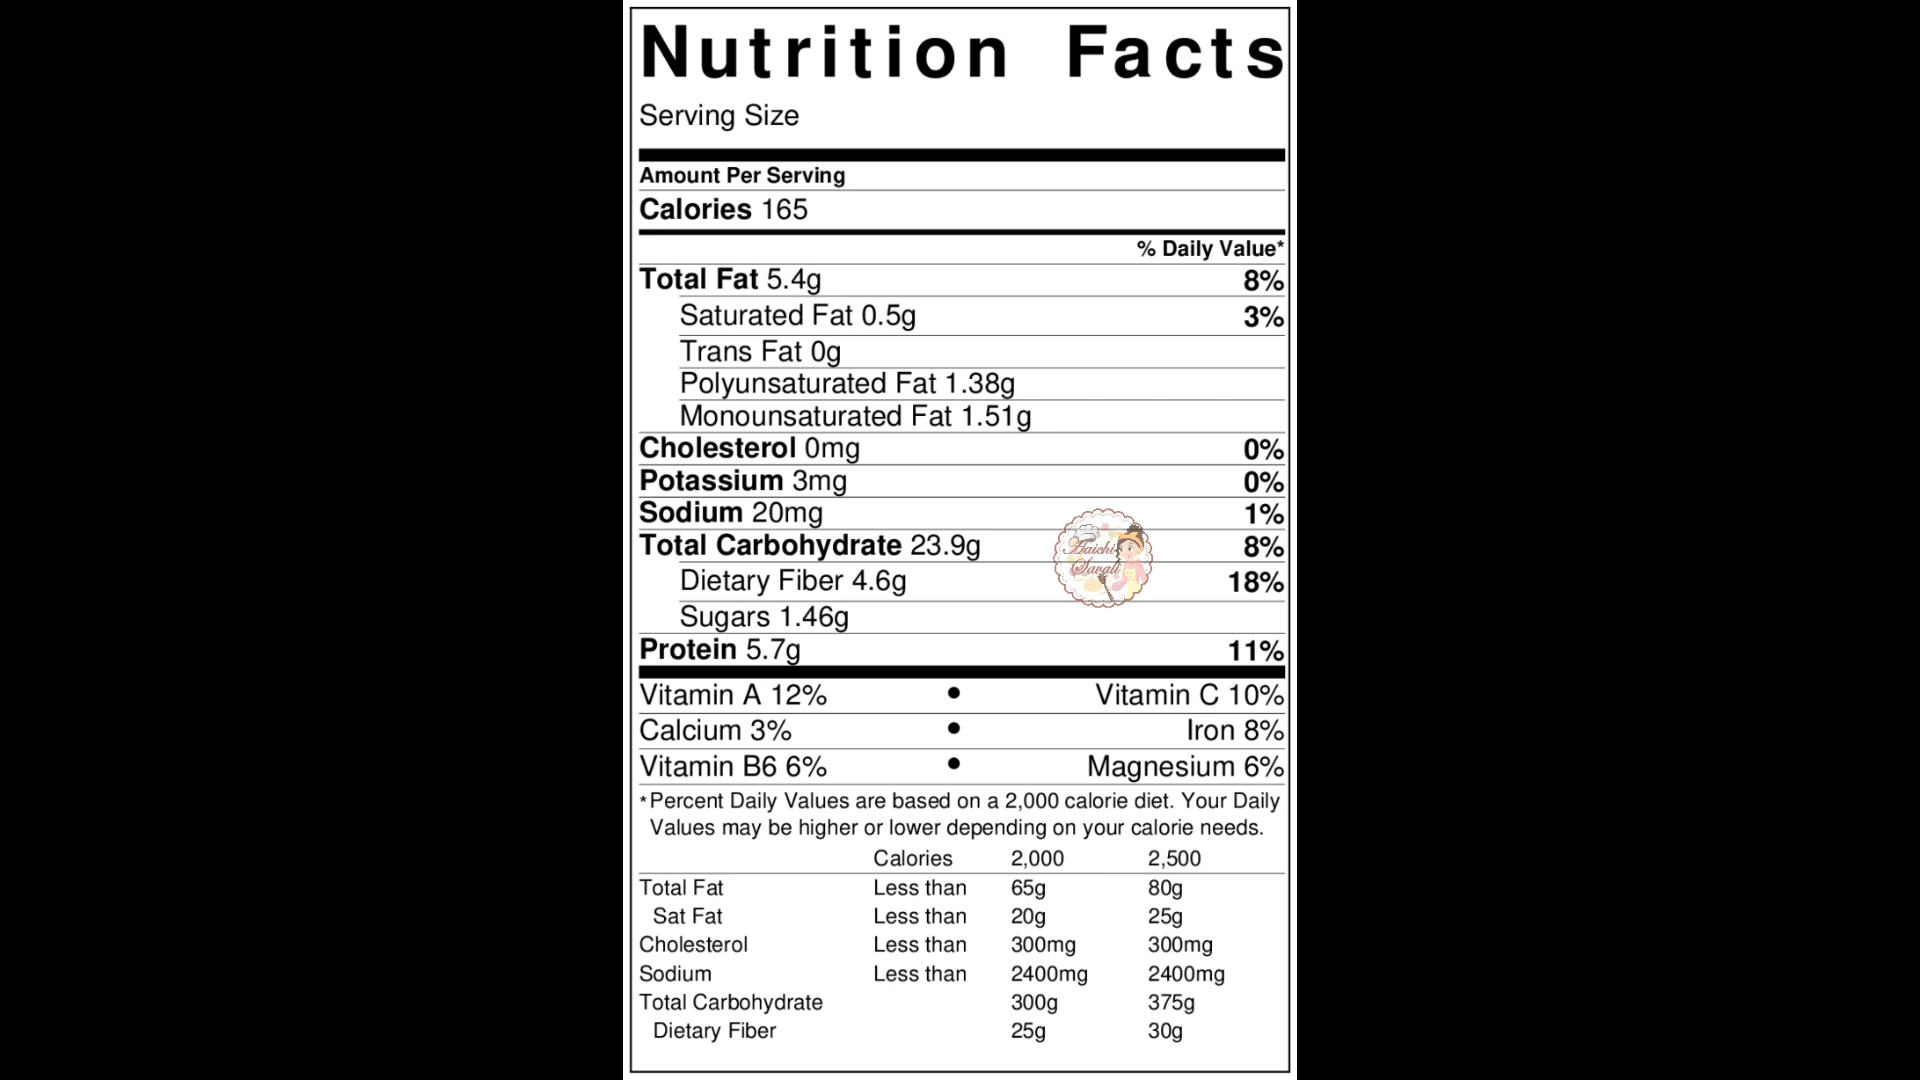 Nutrition Facts
Serving Size
Amount Per Serving
Calories 165
% Daily Value*
Total Fat 5.4g 8%
Saturated Fat 0.5g 3%
Trans Fat 0g
Polyunsaturated Fat 1.38g
Monounsaturated Fat 1.51g
Cholesterol 0mg 0%
Potassium 3mg 0%
Sodium 20mg 1%
Total Carbohydrate 23.9g 8%
Aaichi
Savali
Dietary Fiber 4.6g 18%
Sugars 1.46g
Protein 5.7g 11%
Vitamin A 12% • Vitamin C 10%
Calcium 3% • Iron 8%
Vitamin B6 6% • Magnesium 6%
*Percent Daily Values are based on a 2,000 calorie diet. Your Daily
Values may be higher or lower depending on your calorie needs.
Calories 2,000 2,500
Total Fat Less than 65g 80g
Sat Fat Less than 20g 25g
Cholesterol Less than 300mg 300mg
Sodium Less than 2400mg 2400mg
Total Carbohydrate 300g 375g
Dietary Fiber 25g 30g